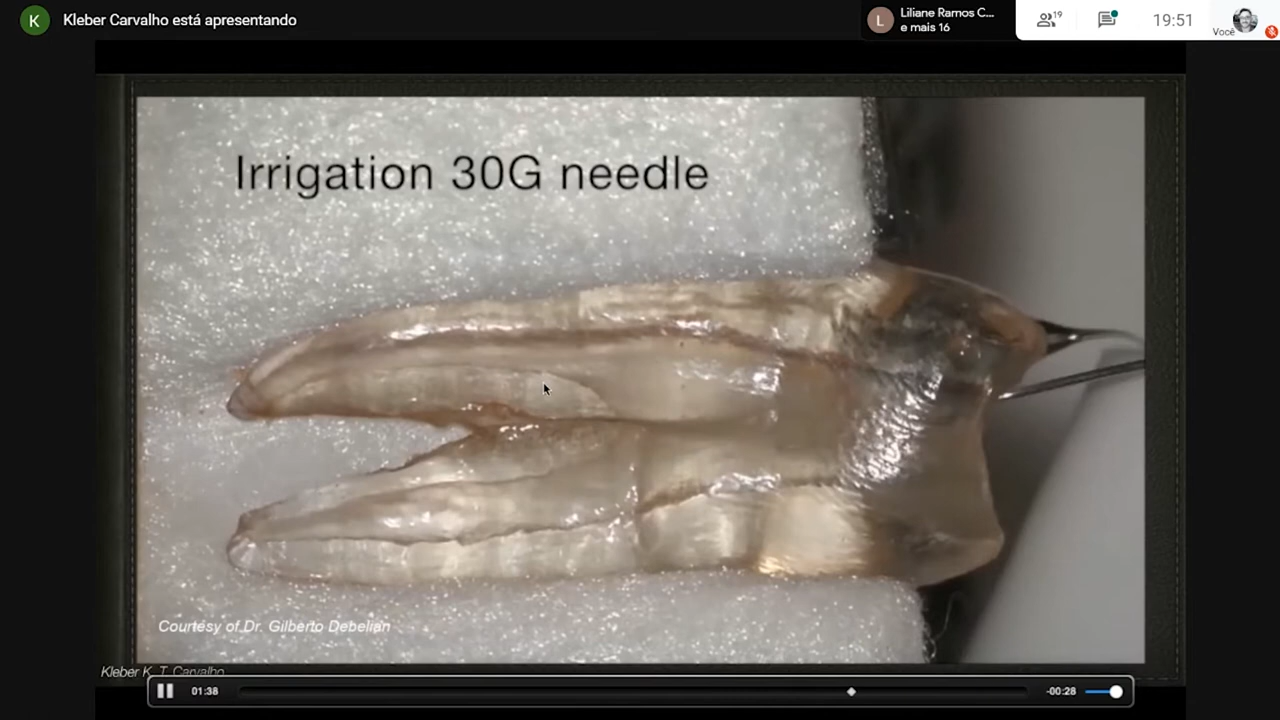 K
Kleber Carvalho está apresentando
L
Liliane Ramos C...
e mais 16
19
19:51
Você
Irrigation 30G needle
Courtesy of Dr. Gilberto Debelian
Kleber K. T. Carvalho
01:38
-00:28